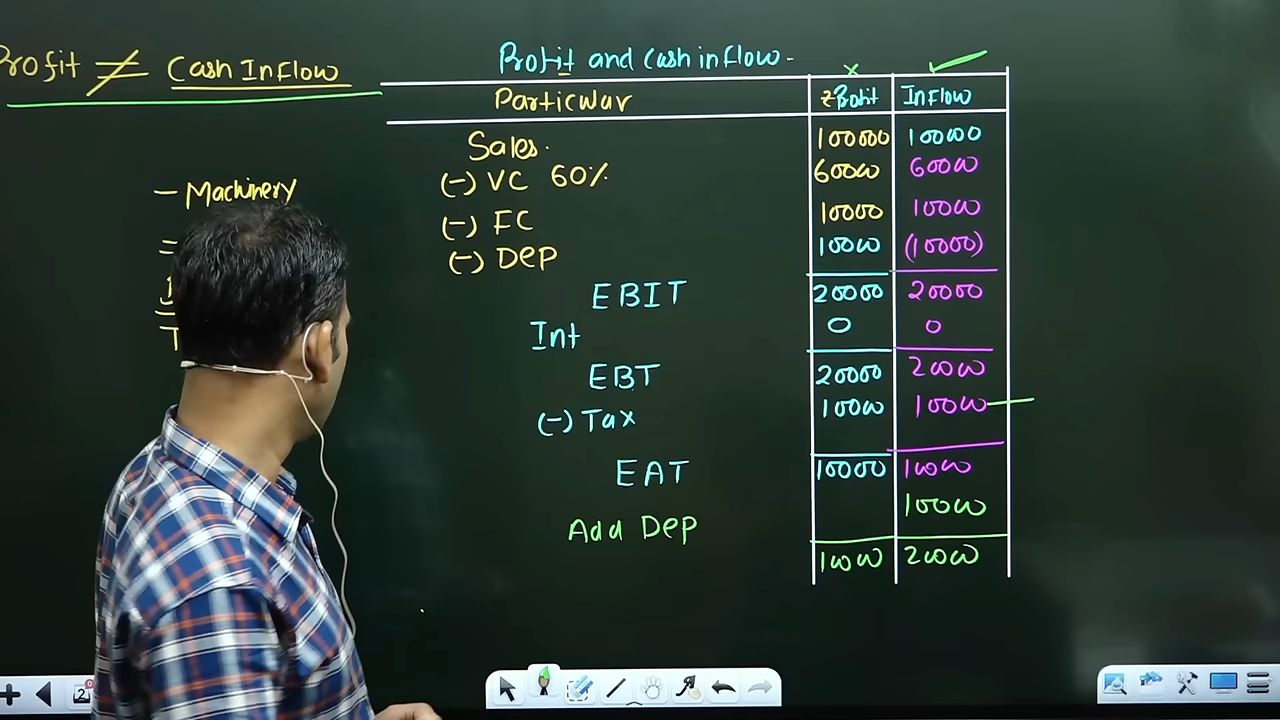 Profit ≠ Cash Inflow
Profit and Cash inflow -
Particular Profit Inflow
Sales. 100000 100000
- Machinery
(-) VC 60% 60000 60000
(-) FC 10000 10000
(-) Dep 10000 (10000)
EBIT 20000 20000
Int 0 0
EBT 20000 20000
(-) Tax 10000 10000
EAT 10000 10000
Add Dep 10000
10000 20000
2